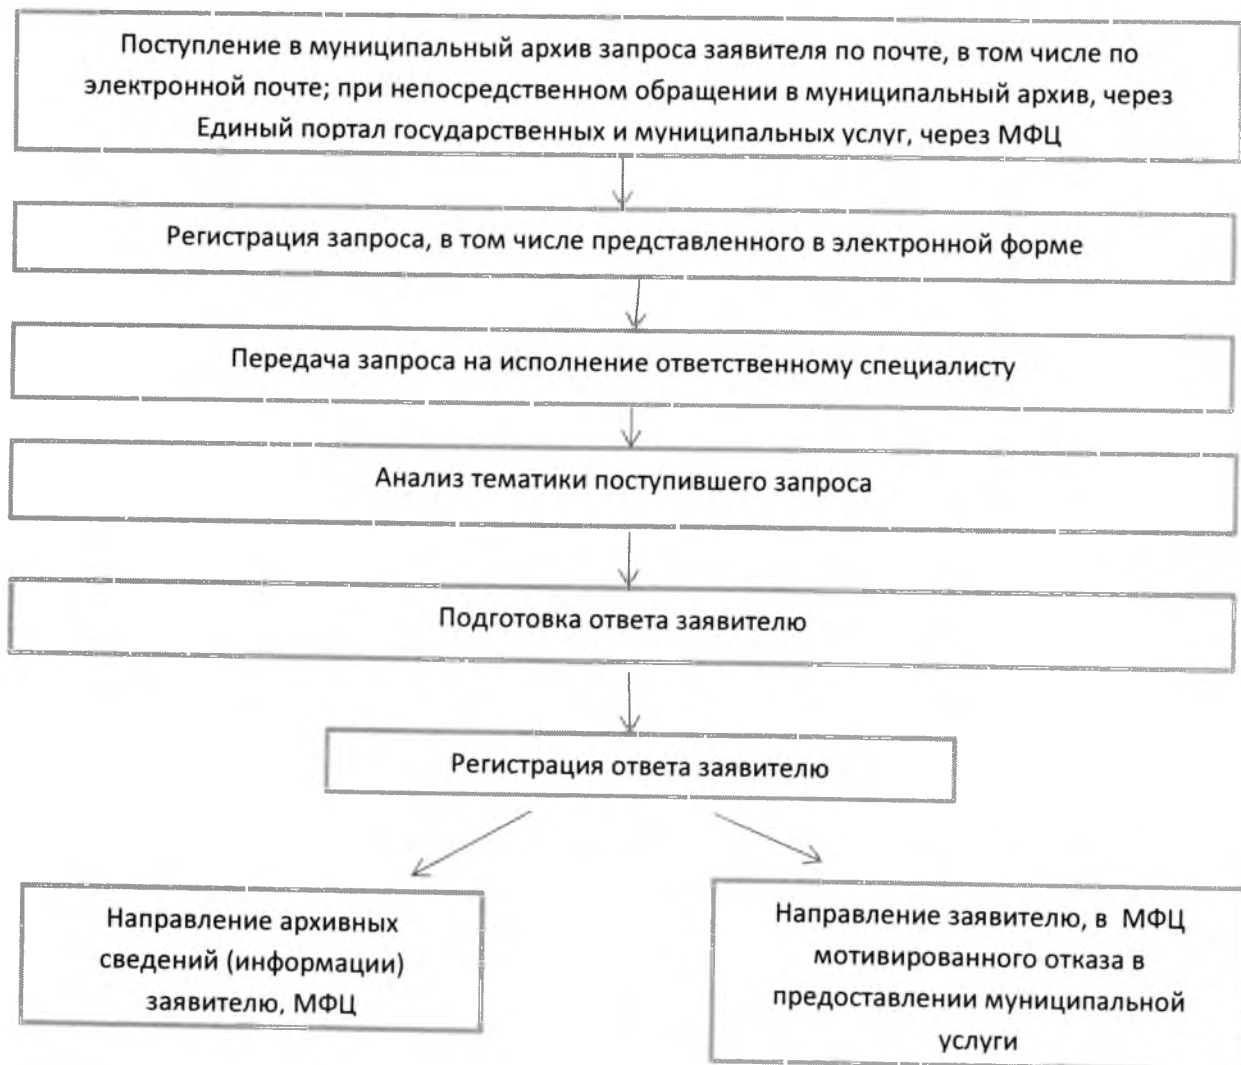 Поступление в муниципальный архив запроса заявителя по почте, в том числе по
электронной почте; при непосредственном обращении в муниципальный архив, через
Единый портал государственных и муниципальных услуг, через МФЦ
Регистрация запроса, в том числе представленного в электронной форме
Передача запроса на исполнение ответственному специалисту
Анализ тематики поступившего запроса
Подготовка ответа заявителю
Регистрация ответа заявителю
Направление архивных
сведений (информации)
заявителю, МФЦ
Направление заявителю, в МФЦ
мотивированного отказа в
предоставлении муниципальной
услуги